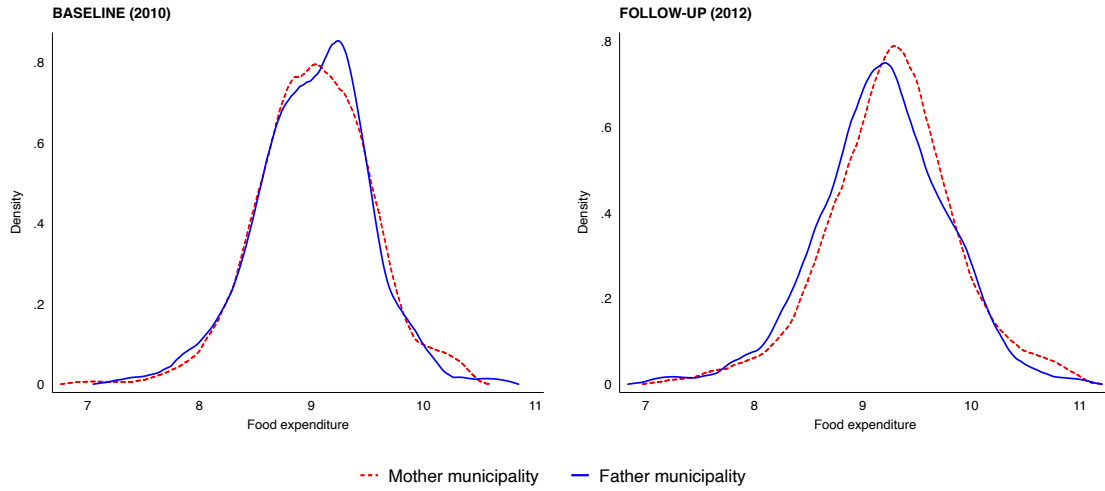 BASELINE (2010)
.8
.6
.4
.2
0
Density
7 8 9 10 11
Food expenditure
FOLLOW-UP (2012)
.8
.6
.4
.2
0
Density
7 8 9 10 11
Food expenditure
Mother municipality Father municipality